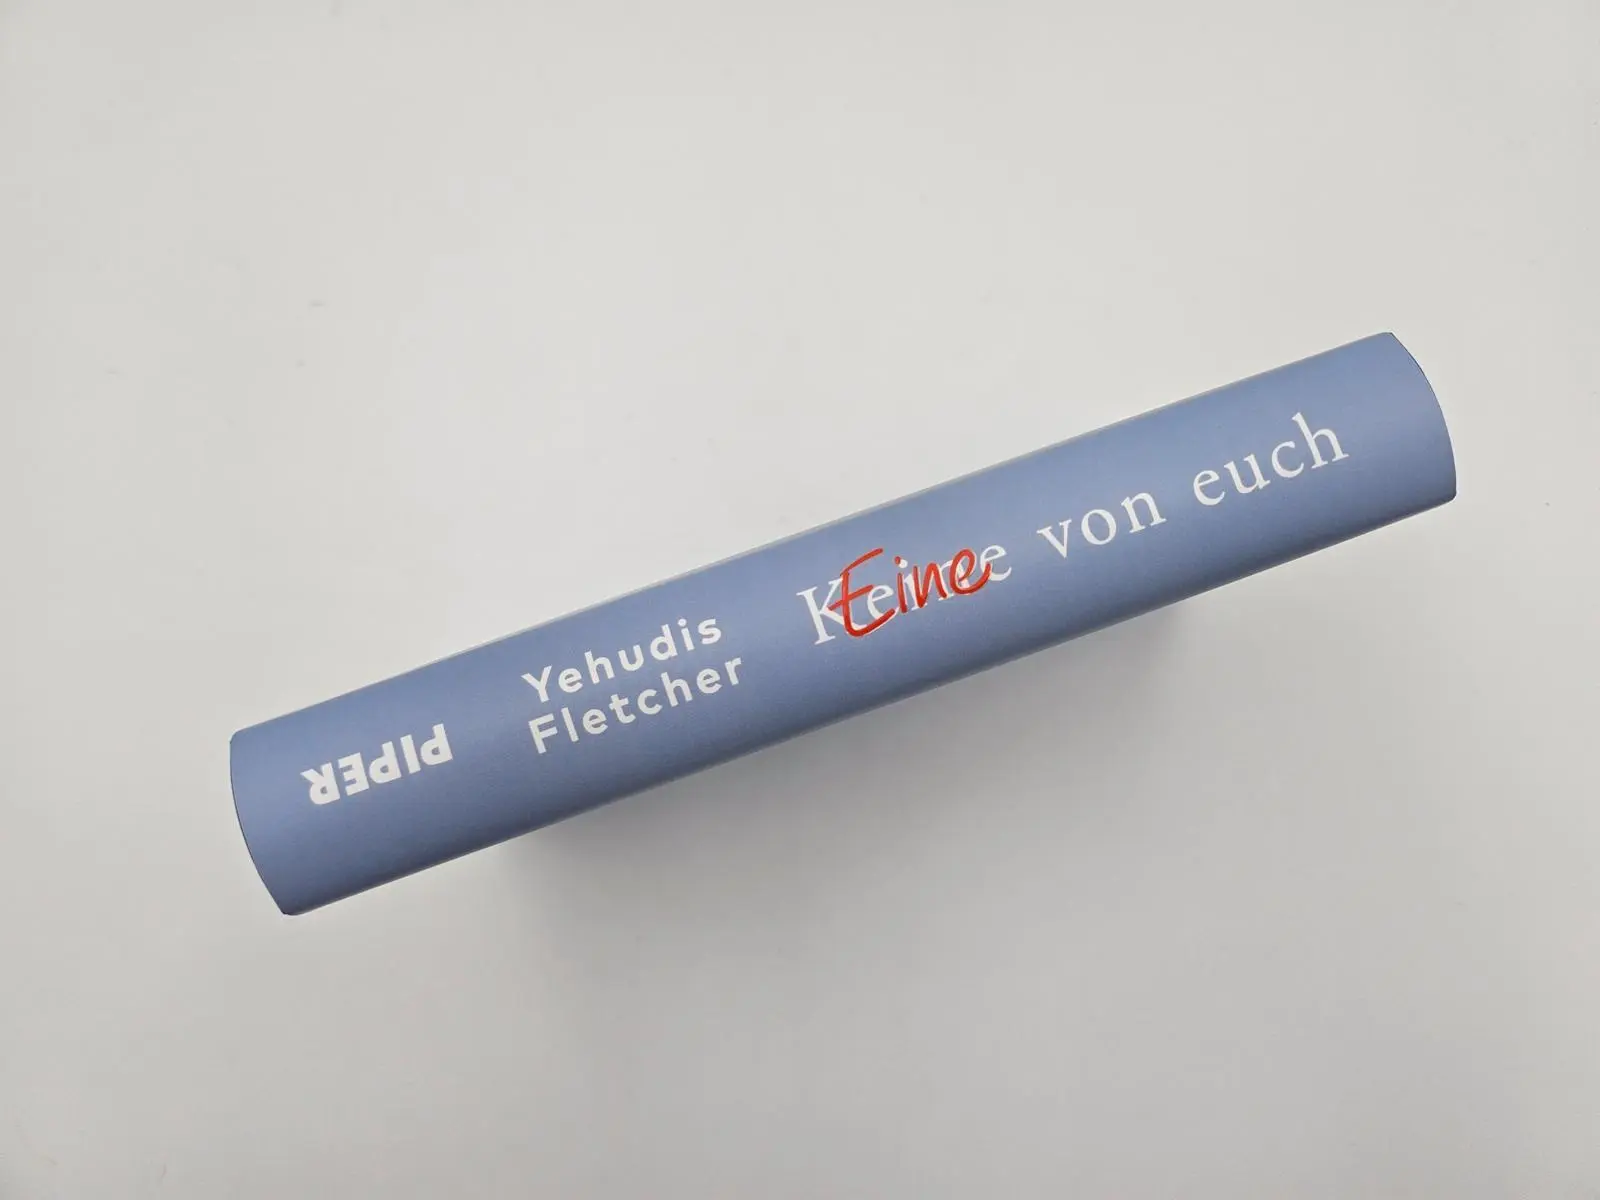 PIPER
Yehudis
Fletcher
Keine von euch
Eine